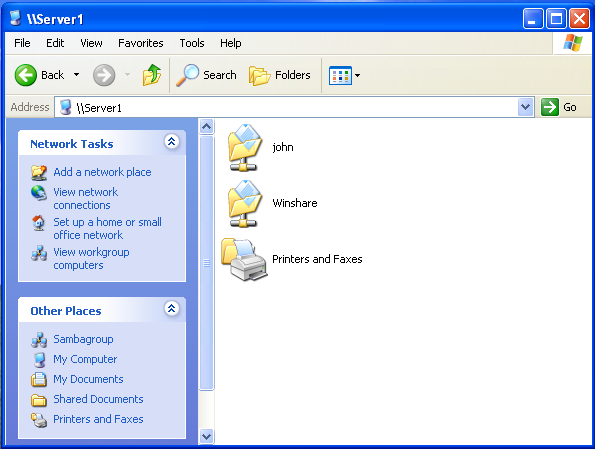 \\Server1
File Edit View Favorites Tools Help
Back Search Folders
Address \\Server1 Go
Network Tasks
Add a network place
View network
connections
Set up a home or small
office network
View workgroup
computers
Other Places
Sambagroup
My Computer
My Documents
Shared Documents
Printers and Faxes
john
Winshare
Printers and Faxes